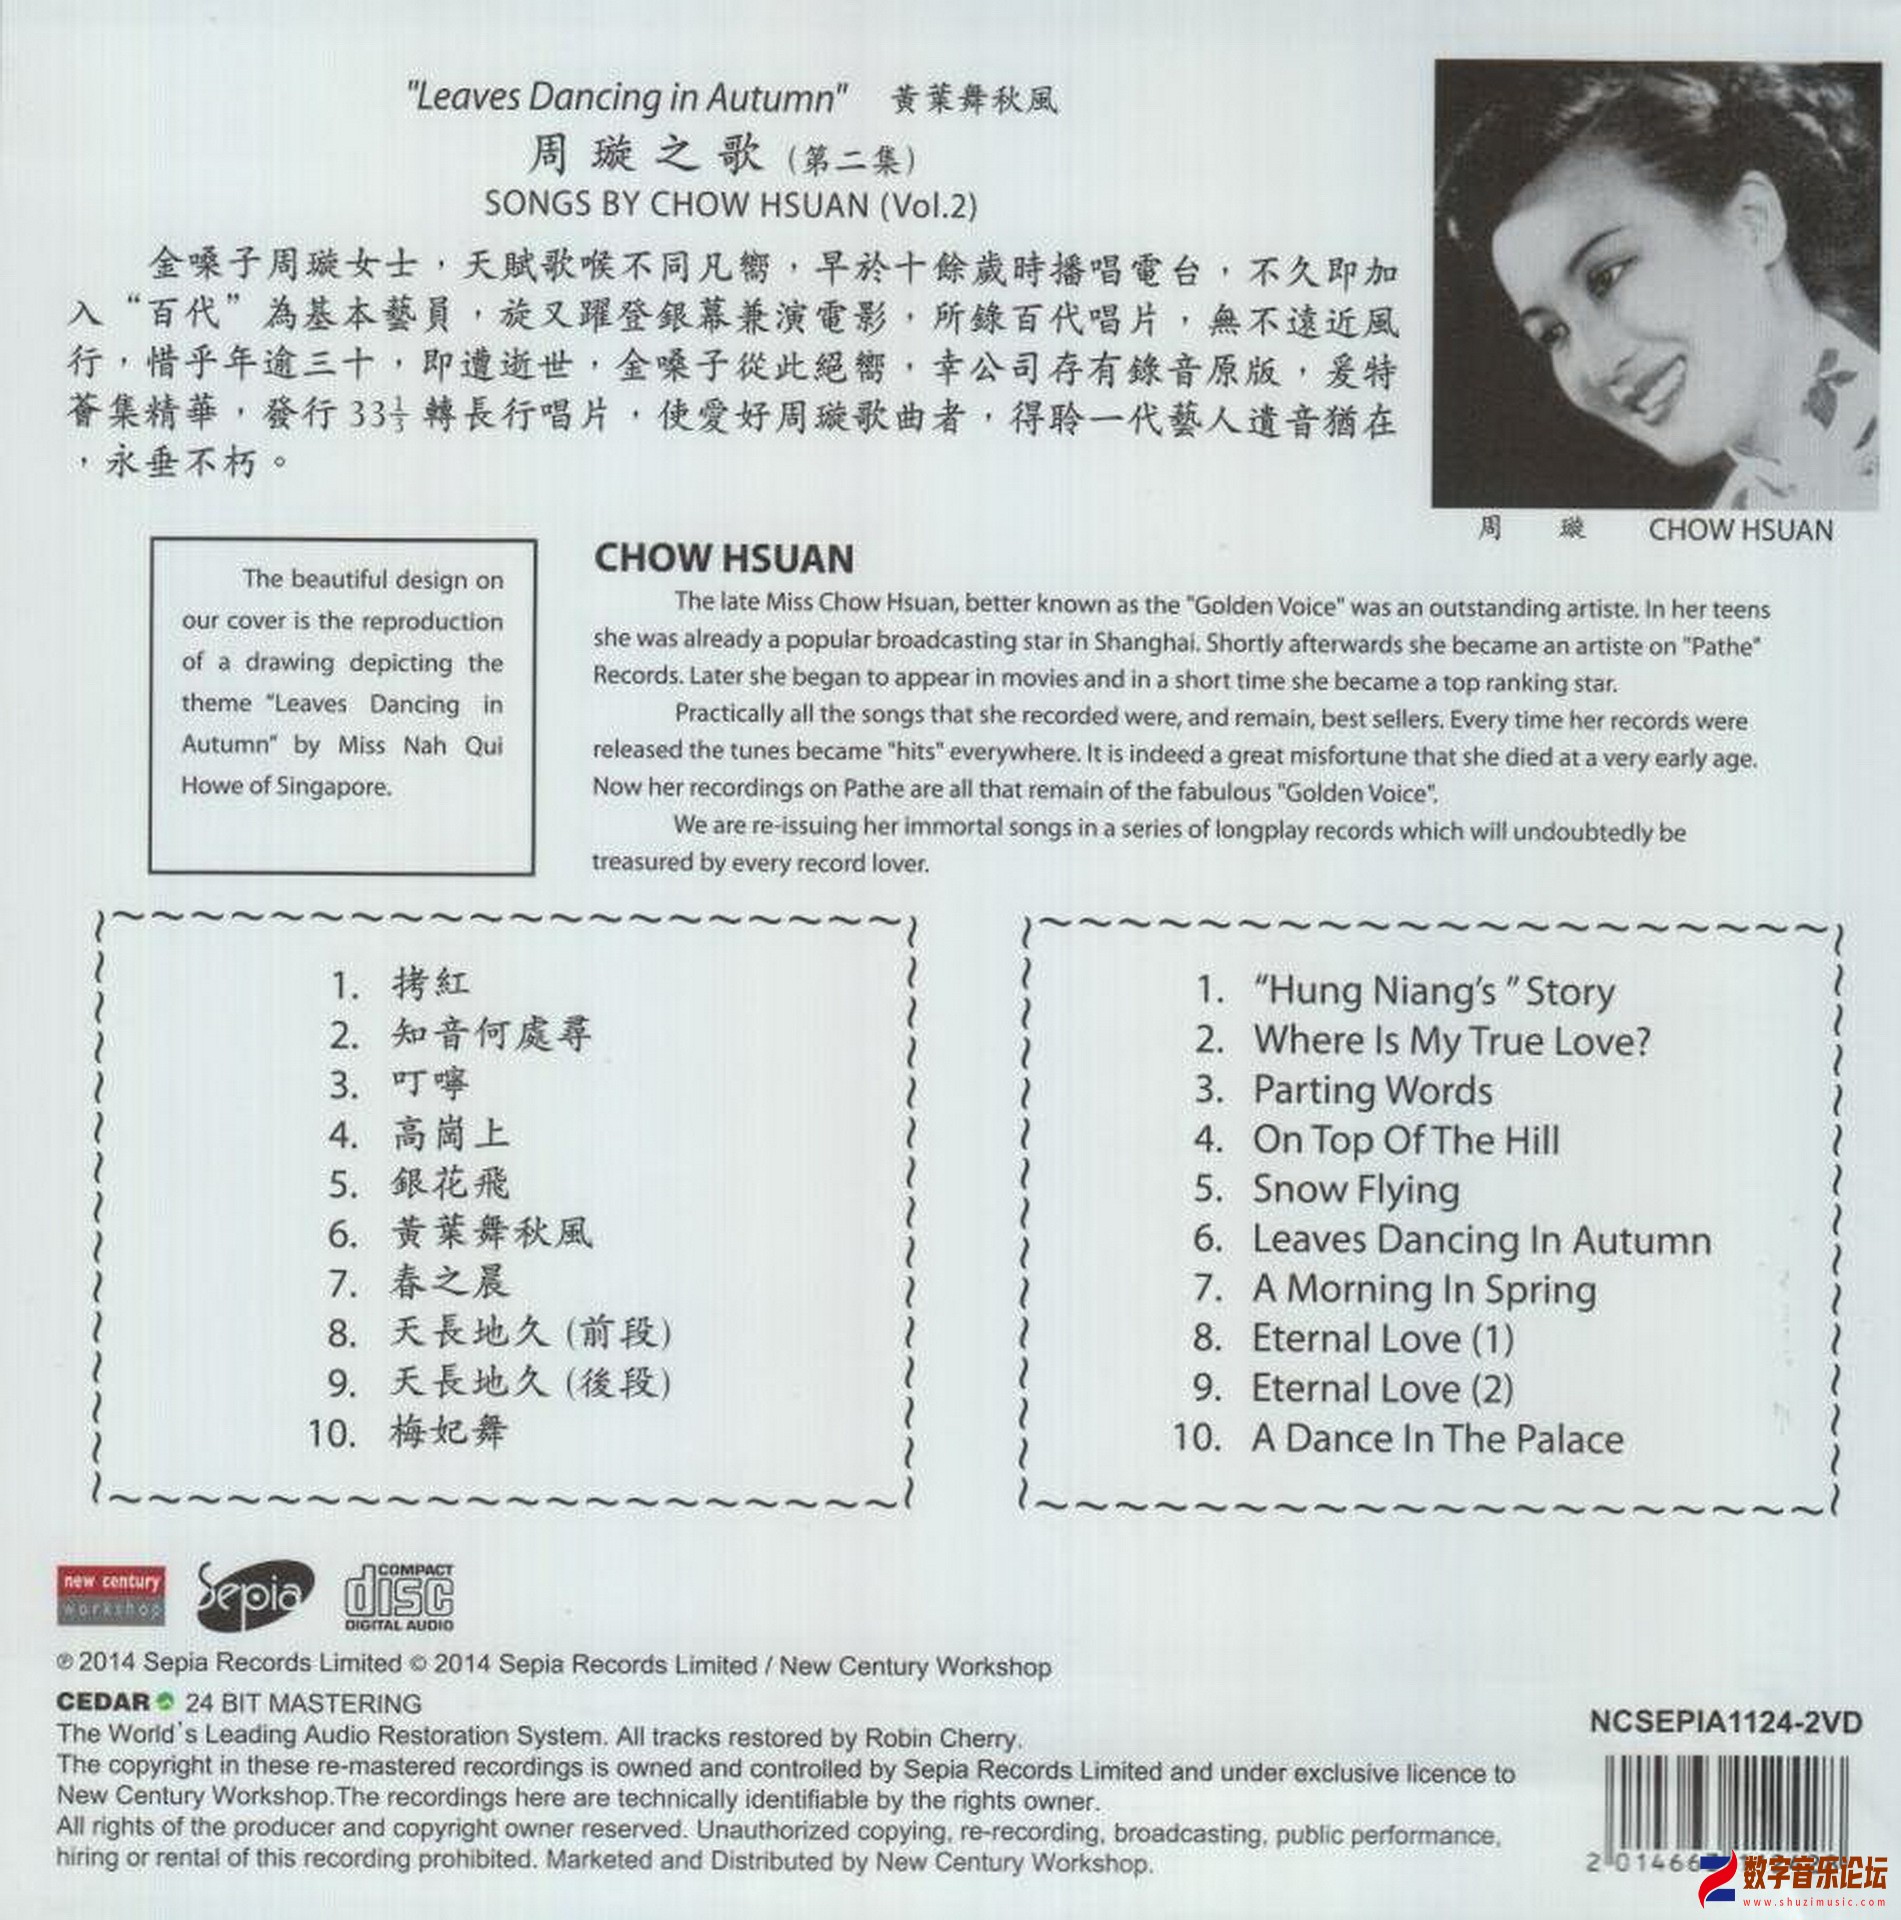 "Leaves Dancing in Autumn" 黃葉舞秋風
周璇之歌 (第二集)
SONGS BY CHOW HSUAN (Vol.2)
金嗓子周璇女士，天賦歌喉不同凡嚮，早於十餘歲時播唱電台，不久即加
入“百代”為基本藝員，旋又躍登銀幕兼演電影，所錄百代唱片，無不遠近風
行，惜乎年逾三十，即遭逝世，金嗓子從此絕嚮，幸公司存有錄音原版，爰特
薈集精華，發行33⅓轉長行唱片，使愛好周璇歌曲者，得聆一代藝人遺音猶在
，永垂不朽。
周 璇 CHOW HSUAN
The beautiful design on
our cover is the reproduction
of a drawing depicting the
theme "Leaves Dancing in
Autumn" by Miss Nah Qui
Howe of Singapore.
CHOW HSUAN
The late Miss Chow Hsuan, better known as the "Golden Voice" was an outstanding artiste. In her teens
she was already a popular broadcasting star in Shanghai. Shortly afterwards she became an artiste on "Pathe"
Records. Later she began to appear in movies and in a short time she became a top ranking star.
Practically all the songs that she recorded were, and remain, best sellers. Every time her records were
released the tunes became "hits" everywhere. It is indeed a great misfortune that she died at a very early age.
Now her recordings on Pathe are all that remain of the fabulous "Golden Voice".
We are re-issuing her immortal songs in a series of longplay records which will undoubtedly be
treasured by every record lover.
1. 拷紅
2. 知音何處尋
3. 叮嚀
4. 高崗上
5. 銀花飛
6. 黃葉舞秋風
7. 春之晨
8. 天長地久 (前段)
9. 天長地久 (後段)
10. 梅妃舞
1. “Hung Niang's ” Story
2. Where Is My True Love?
3. Parting Words
4. On Top Of The Hill
5. Snow Flying
6. Leaves Dancing In Autumn
7. A Morning In Spring
8. Eternal Love (1)
9. Eternal Love (2)
10. A Dance In The Palace
new century
workshop
Sepia
COMPACT
disc
DIGITAL AUDIO
℗ 2014 Sepia Records Limited © 2014 Sepia Records Limited / New Century Workshop
CEDAR 24 BIT MASTERING
The World's Leading Audio Restoration System. All tracks restored by Robin Cherry.
The copyright in these re-mastered recordings is owned and controlled by Sepia Records Limited and under exclusive licence to
New Century Workshop.The recordings here are technically identifiable by the rights owner.
All rights of the producer and copyright owner reserved. Unauthorized copying, re-recording, broadcasting, public performance,
hiring or rental of this recording prohibited. Marketed and Distributed by New Century Workshop.
NCSEPIA1124-2VD
2 01466
数字音乐论坛
www.shuzimusic.com